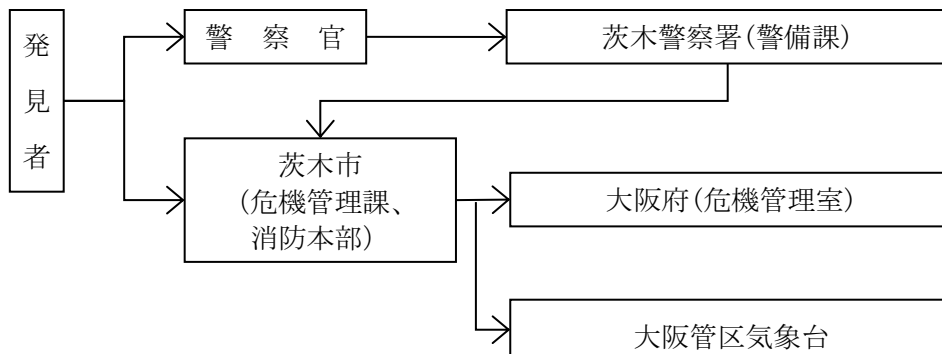 発
見
者
警 察 官
茨木警察署(警備課)
茨木市
(危機管理課、
消防本部)
大阪府(危機管理室)
大阪管区気象台